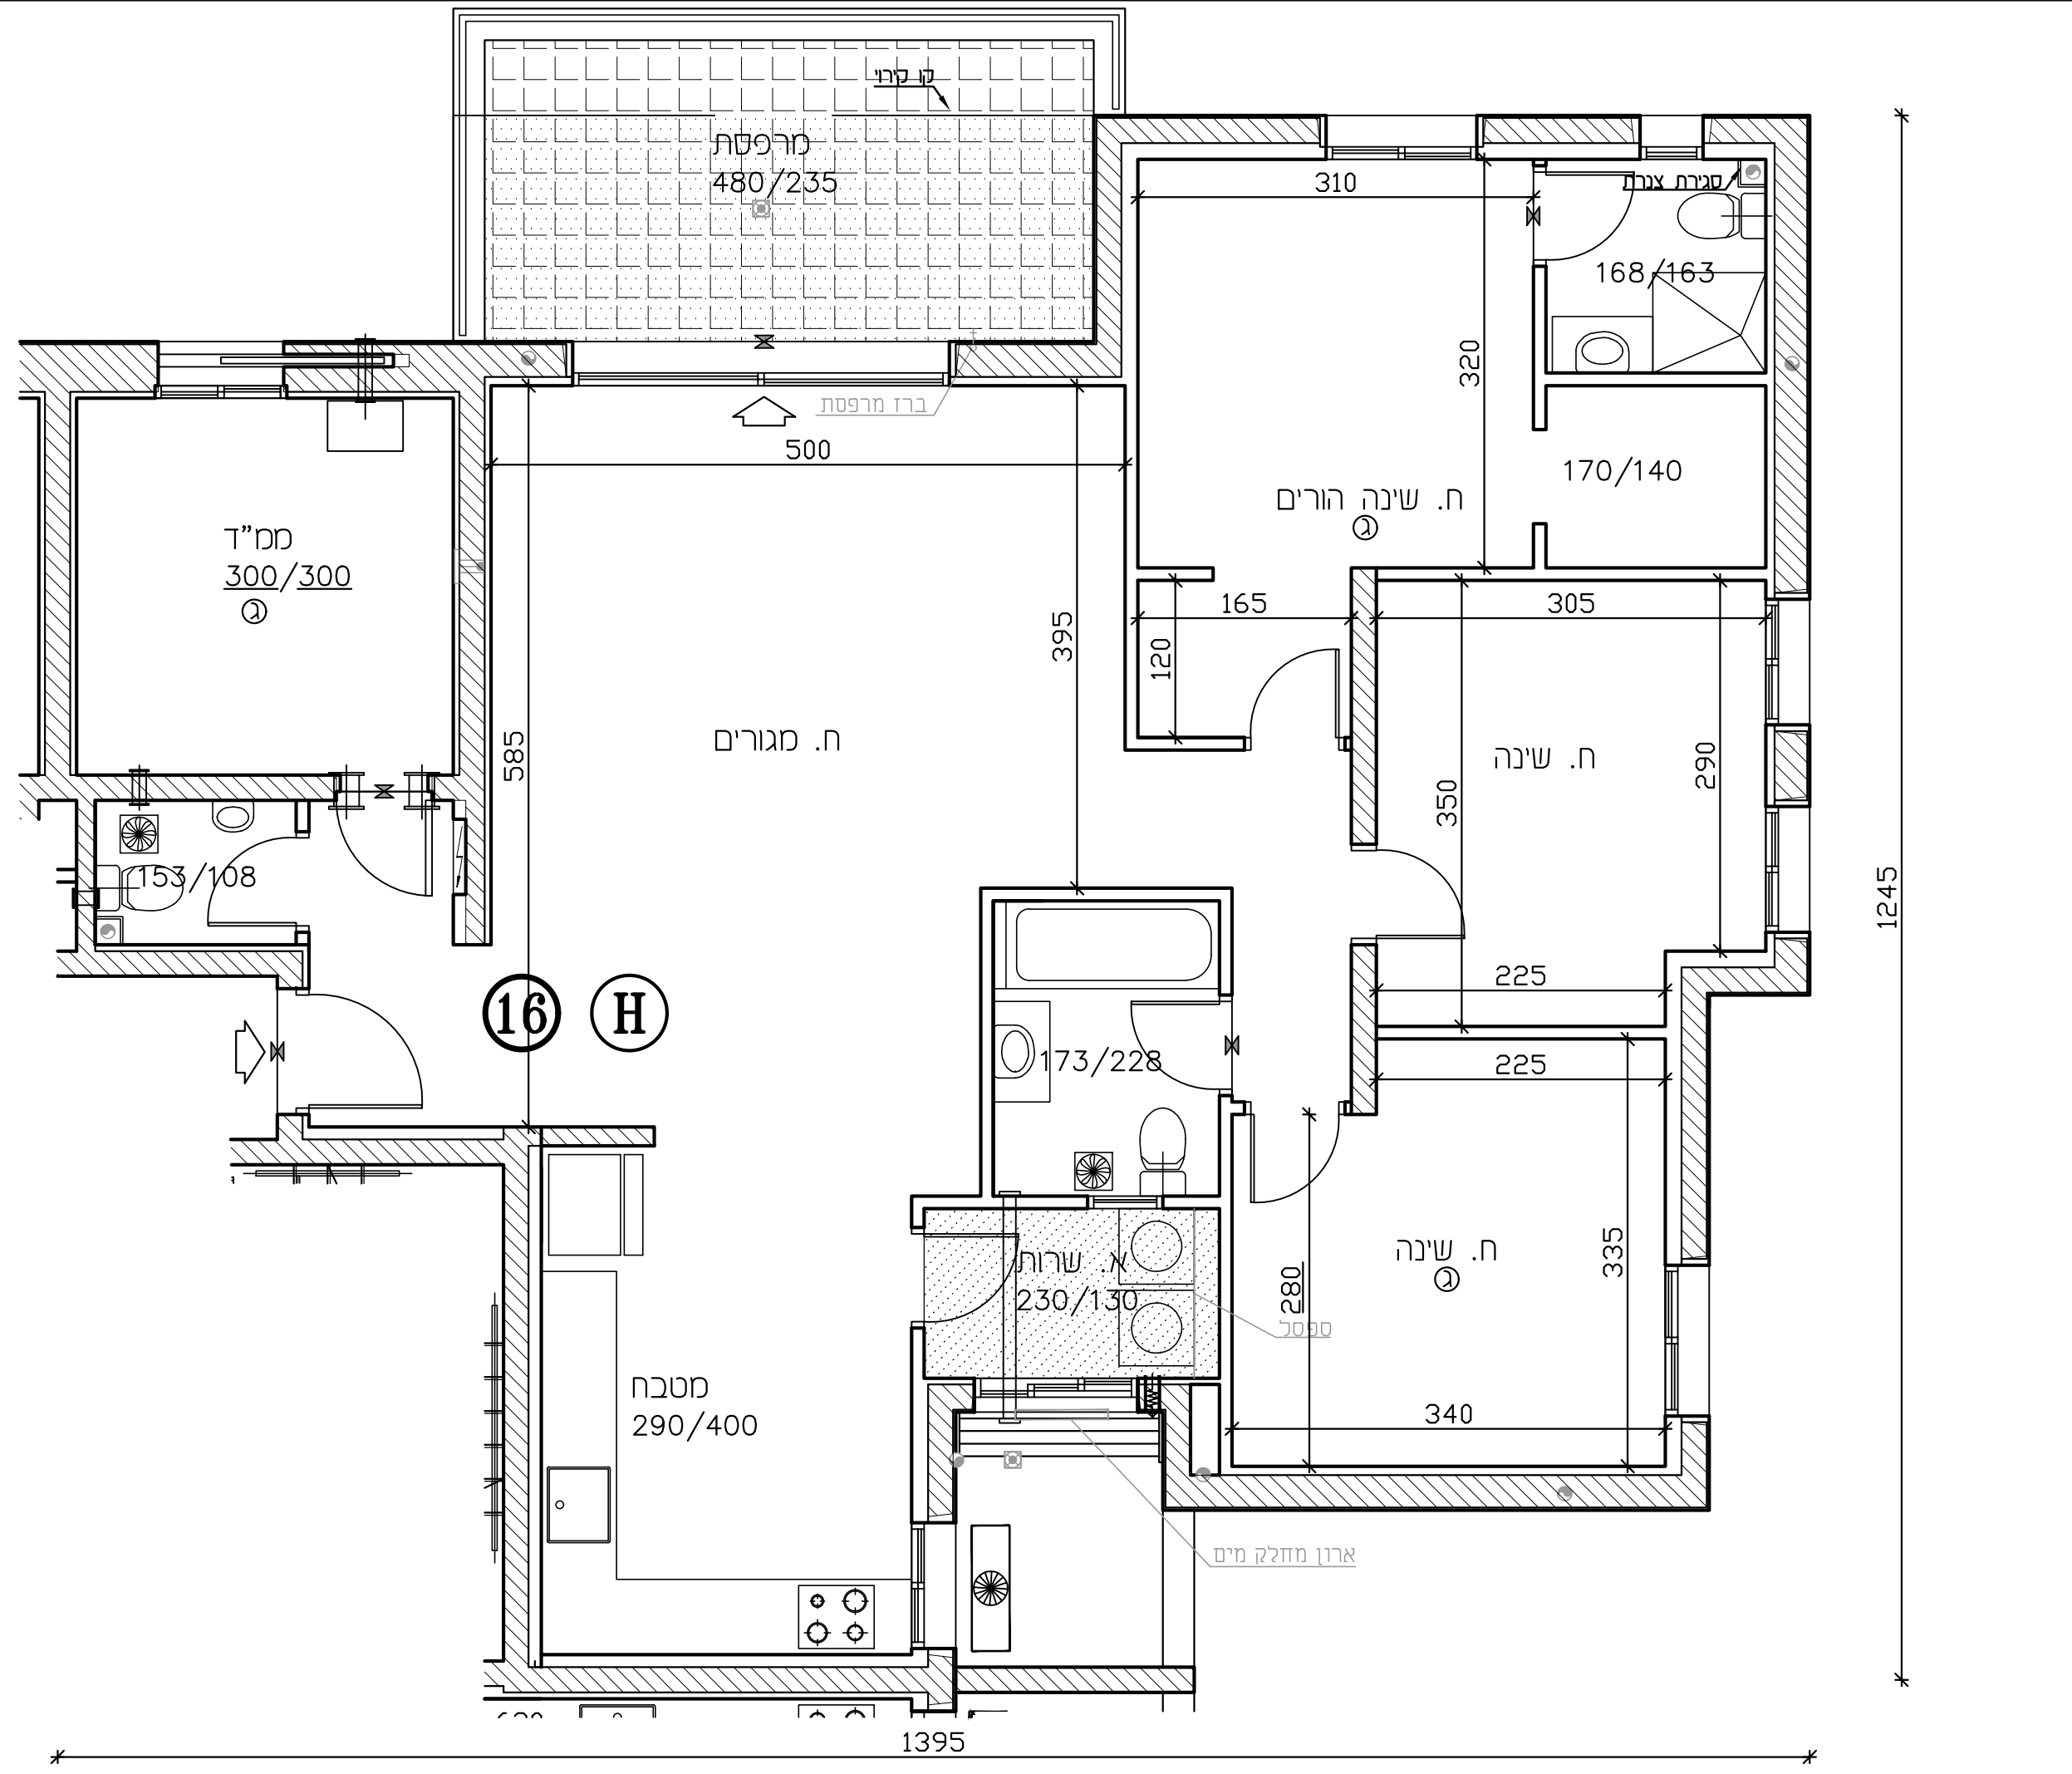 קו קירוי
מרפסת
480/235
310
סגירת צנרת
168/163
320
ברז מרפסת
500
170/140
ח. שינה הורים
ג
ממ"ד
300/300
ג
165
305
120
395
585
ח. מגורים
ח. שינה
290
350
153/108
1245
225
16
H
173/228
225
א. שרות
230/130
ח. שינה
ג
335
280
ספסל
מטבח
290/400
340
ארון מחלק מים
1395